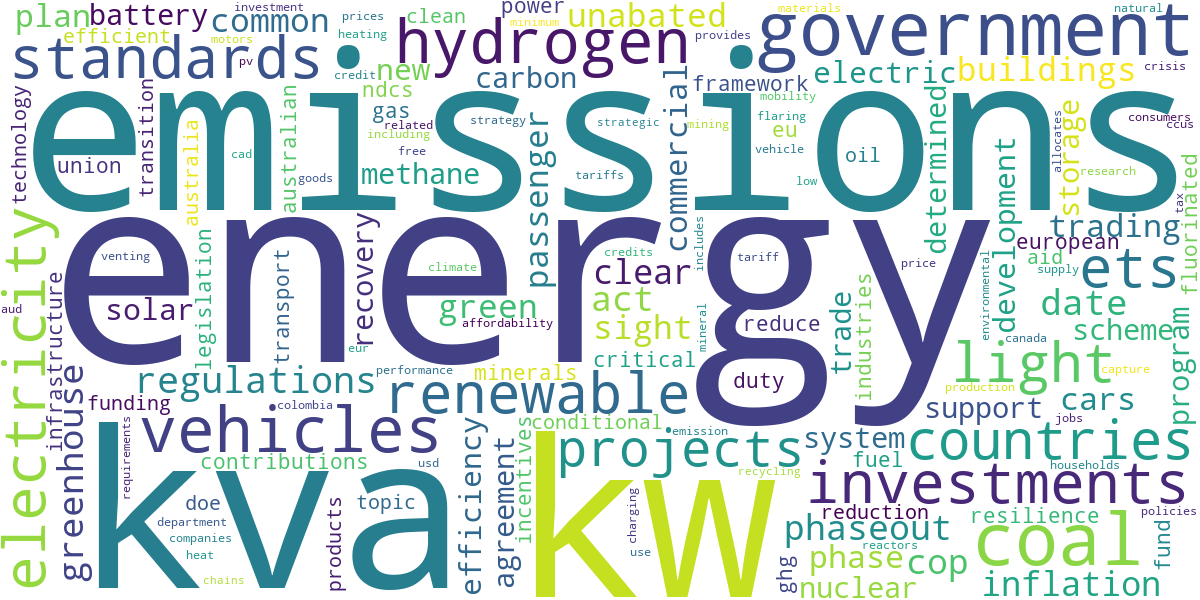 plan
battery
common
investment
prices
clean
power
minimum
unabated
materials
natural
government
efficient
motors
heating
hydrogen
provides
standards
pv
credit
new
carbon
framework
electric
buildings
crisis
technology
transition
australian
ndcs
gas
related
including
free
strategy
strategic
commercial
mining
mobility
flaring
eu
vehicle
determined
consumers
ccus
emissions
union
cad
goods
methane
passenger
tariffs
oil
low
development
allocates
storage
research
tax
fluorinated
australia
electricity
legislation
transport
recovery
energy
venting
climate
green
affordability
credits
includes
tariff
price
environmental
european
aid
supply
trading
ets
aud
solar
clear
act
sight
mineral
reduce
trade
industries
canada
date
scheme
program
infrastructure
eur
critical
light
capture
greenhouse
regulations
performance
minerals
renewable
duty
production
cars
funding
colombia
vehicles
conditional
emission
support
jobs
requirements
contributions
usd
efficiency
agreement
incentives
projects
system
fuel
countries
households
kva
kw
recycling
investments
doe
topic
department
companies
heat
chains
products
charging
use
reduction
resilience
policies
phaseout
reactors
coal
fund
phase
cop
ghg
nuclear
inflation